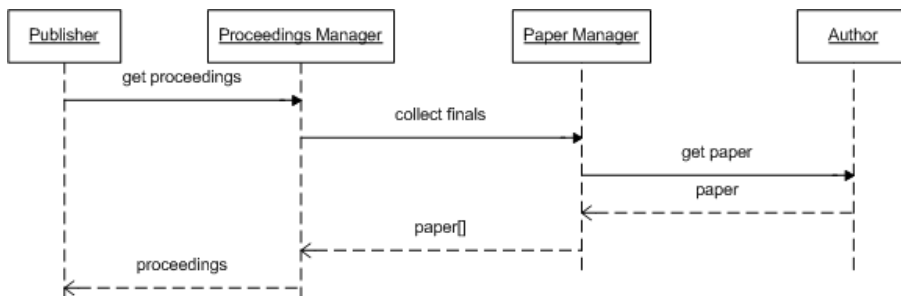 Publisher
Proceedings Manager
Paper Manager
Author
get proceedings
collect finals
get paper
paper
paper[]
proceedings